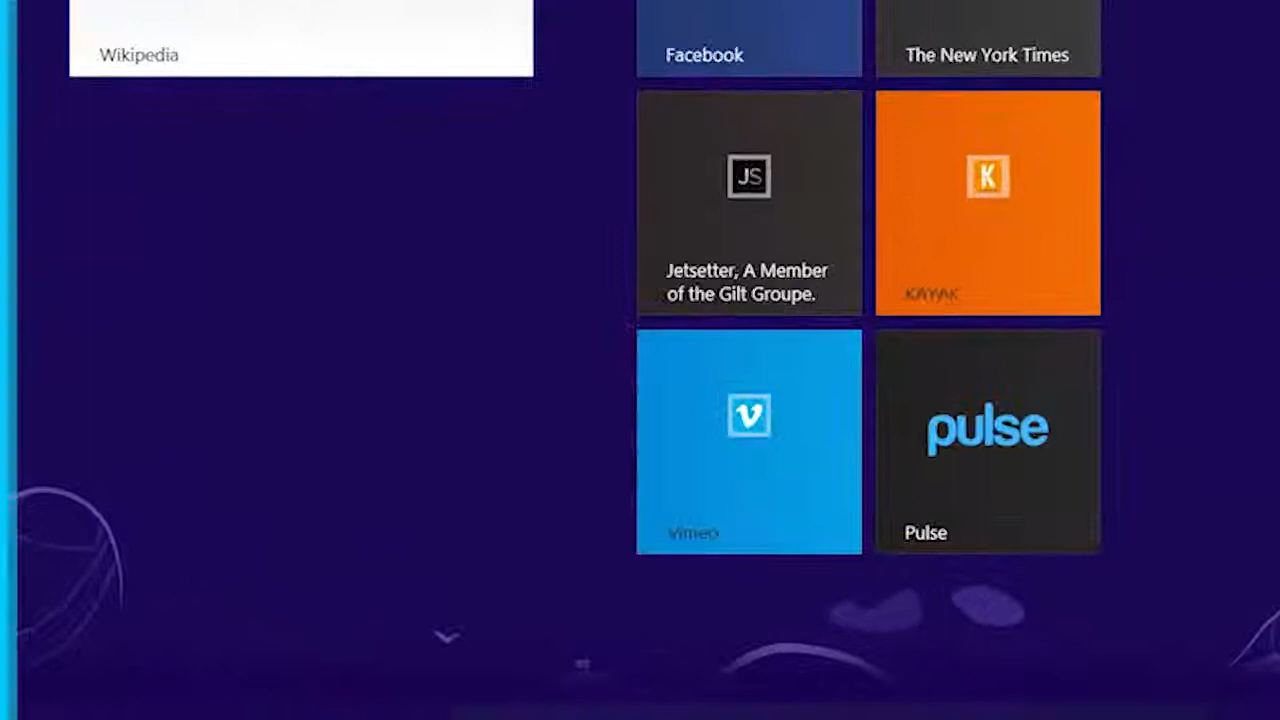 Wikipedia
Facebook
The New York Times
JS
K
Jetsetter, A Member
of the Gilt Groupe.
KAYAK
v
pulse
Vimeo
Pulse